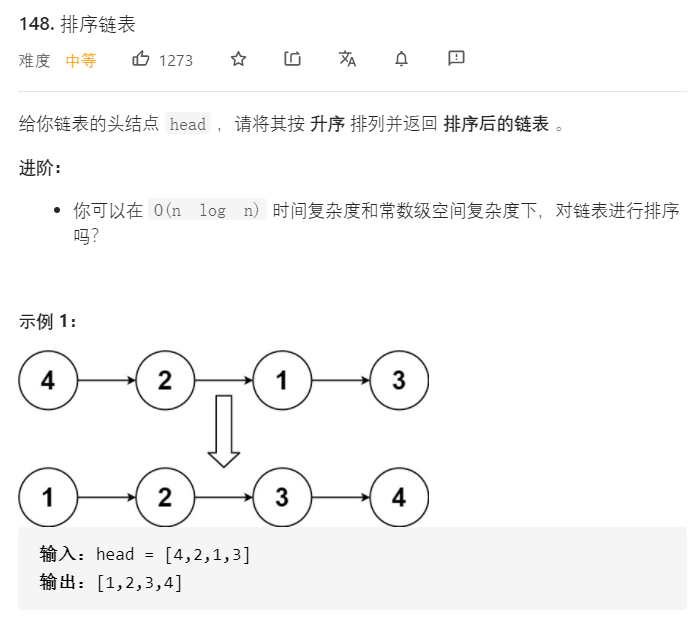 148. 排序链表
难度 中等 1273 文A
给你链表的头结点 head ，请将其按 升序 排列并返回 排序后的链表 。
进阶：
• 你可以在 O(n log n) 时间复杂度和常数级空间复杂度下，对链表进行排序
吗？
示例 1：
4 2 1 3
1 2 3 4
输入：head = [4,2,1,3]
输出：[1,2,3,4]